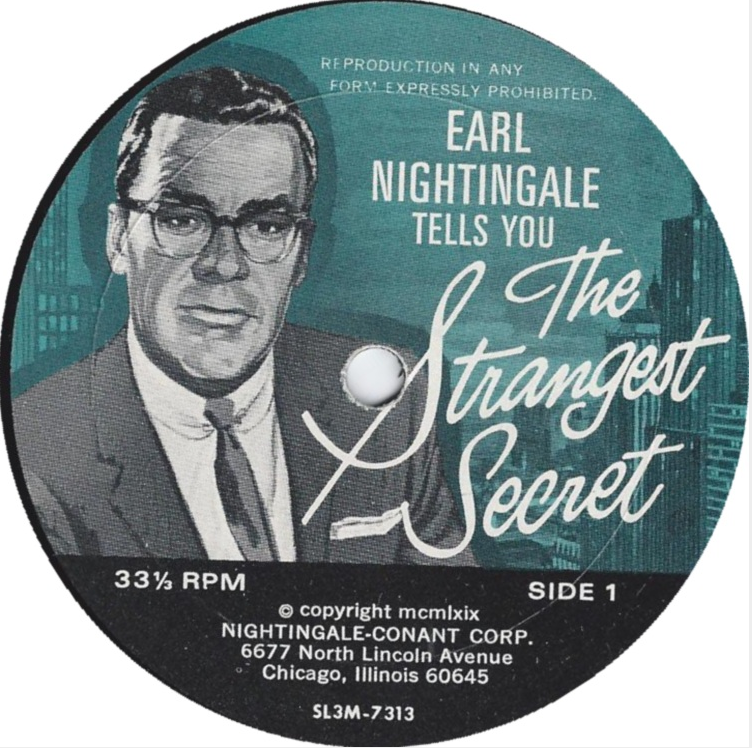 REPRODUCTION IN ANY
FORM EXPRESSLY PROHIBITED.
EARL
NIGHTINGALE
TELLS YOU
The
Strangest
Secret
33⅓ RPM
SIDE 1
© copyright mcmlxix
NIGHTINGALE-CONANT CORP.
6677 North Lincoln Avenue
Chicago, Illinois 60645
SL3M-7313